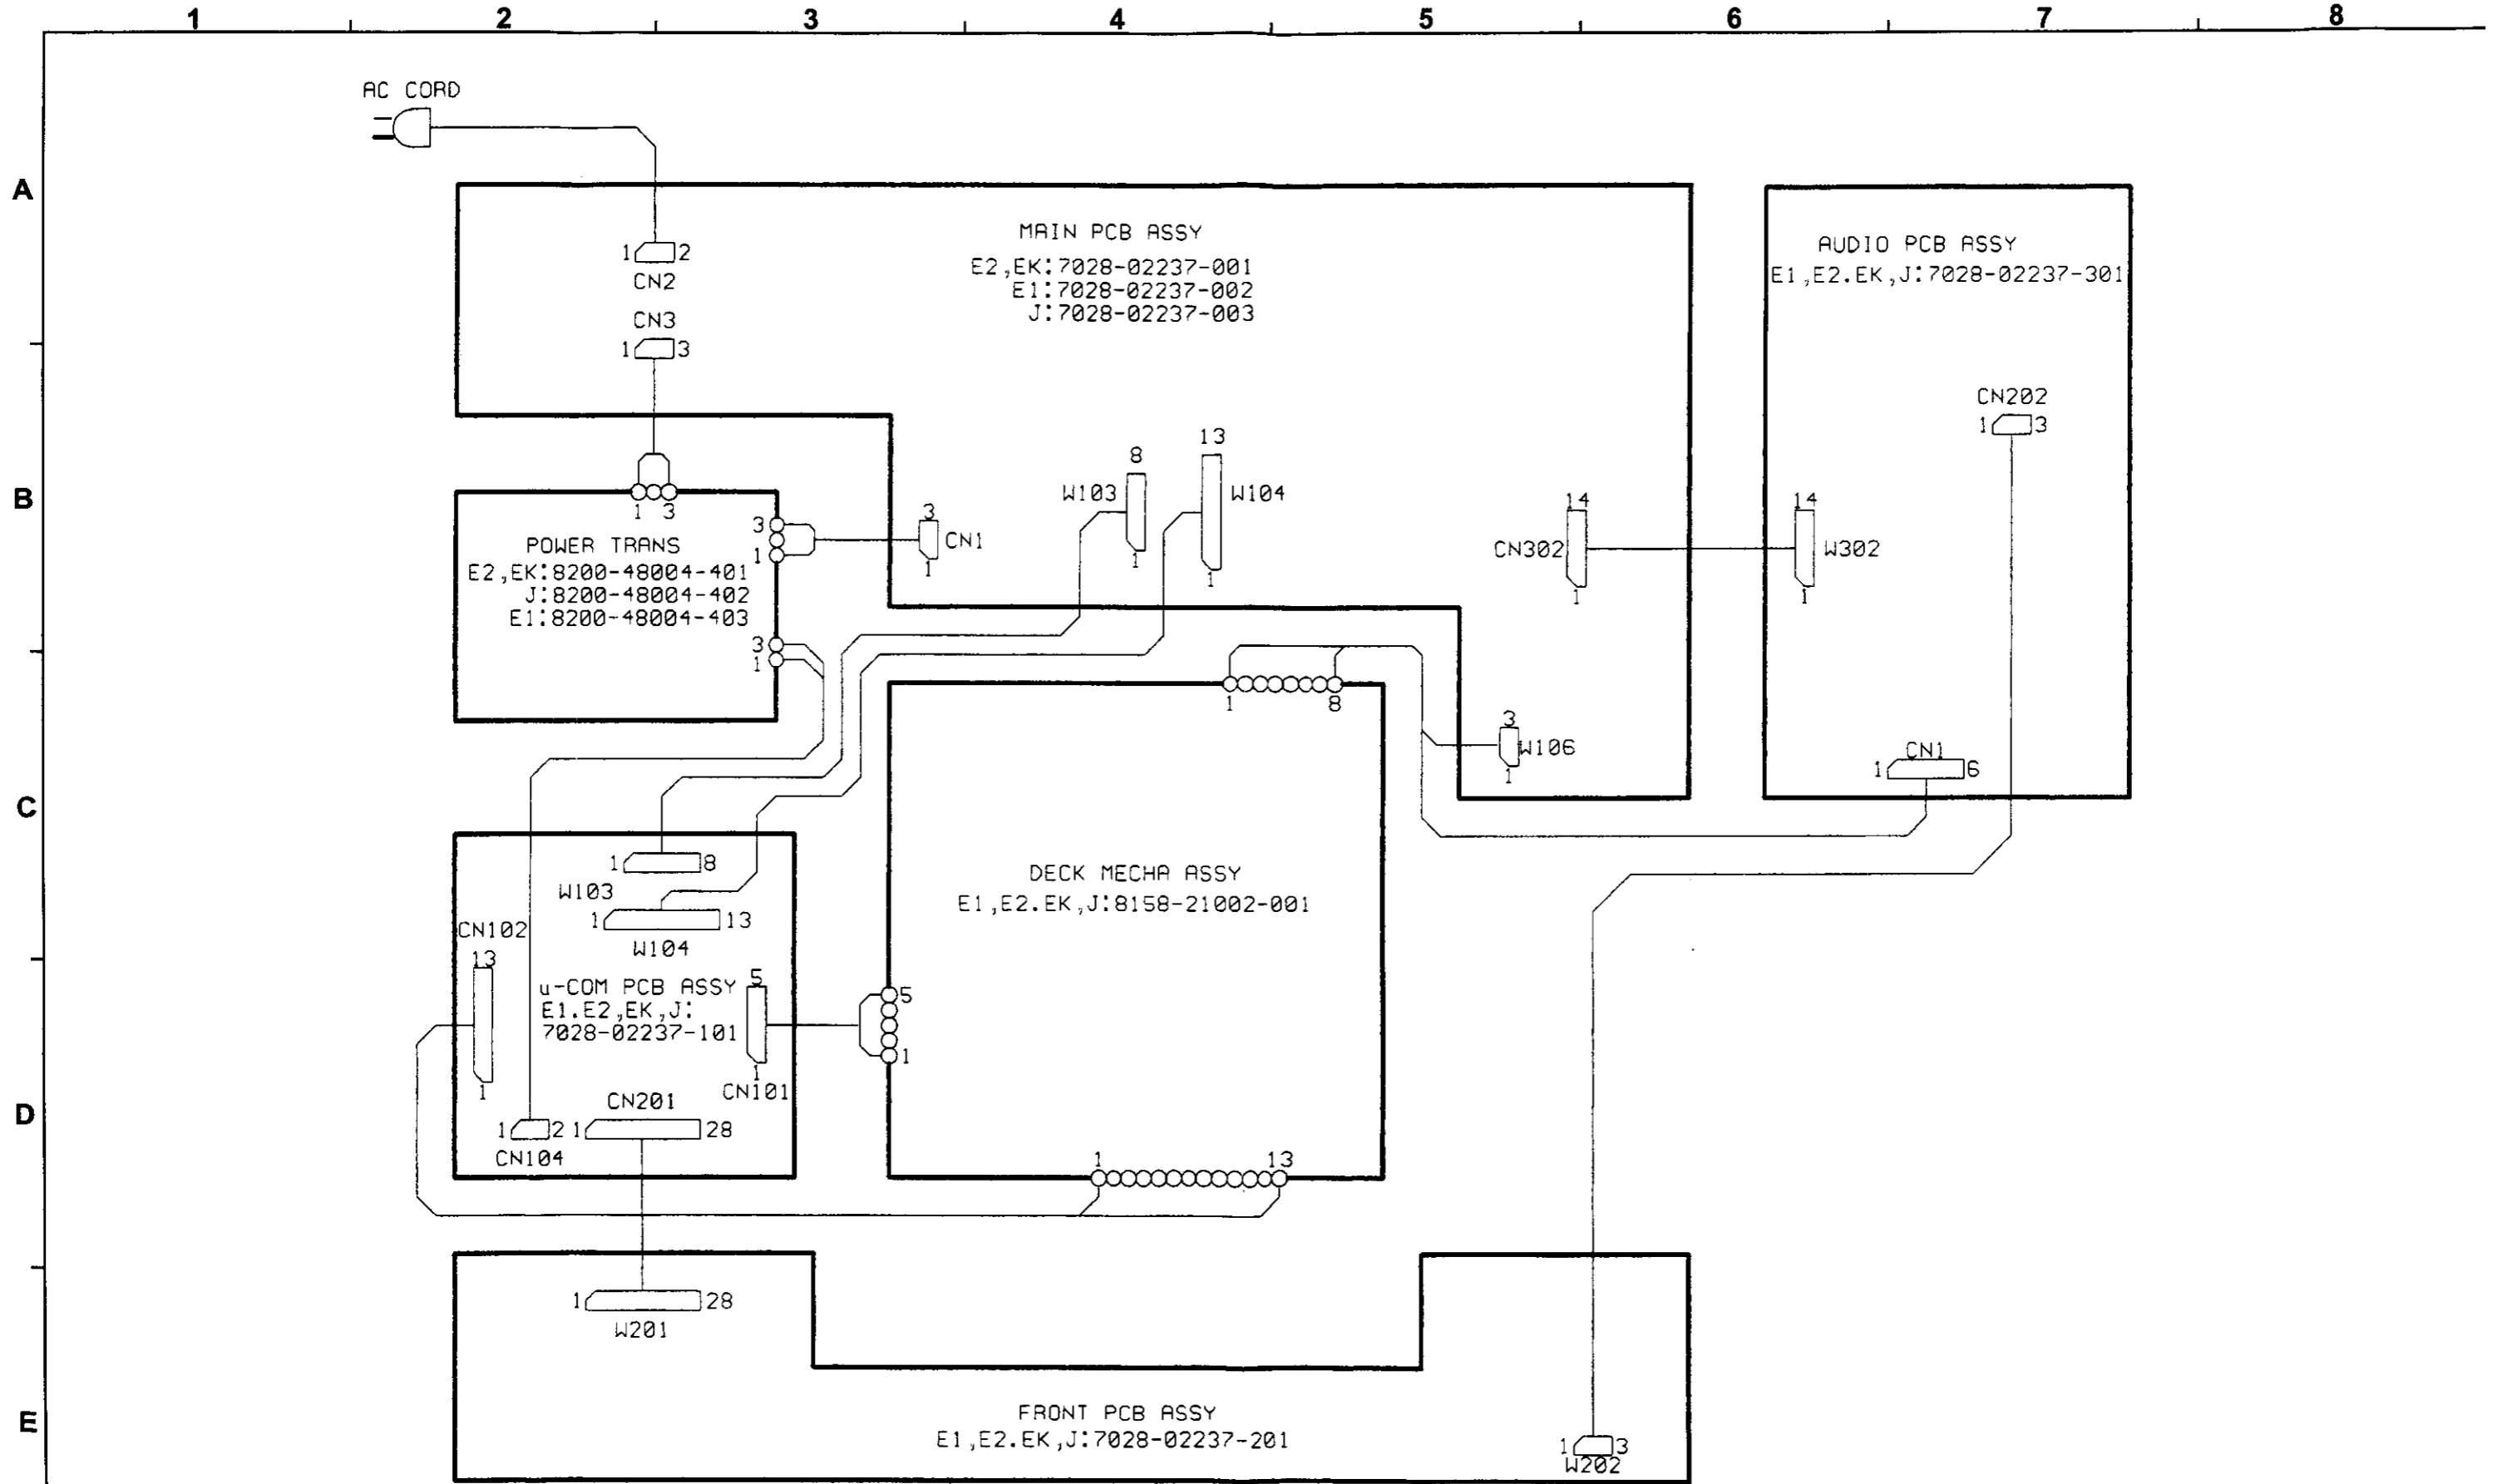 1 2 3 4 5 6 7 8
AC CORD
A
MAIN PCB ASSY
E2,EK:7028-02237-001
E1:7028-02237-002
J:7028-02237-003
AUDIO PCB ASSY
E1,E2.EK,J:7028-02237-301
1 2
CN2
CN3
1 3
CN202
1 3
B
1 3
POWER TRANS
E2,EK:8200-48004-401
J:8200-48004-402
E1:8200-48004-403
3
1
3
CN1
1
8
W103
1
13
W104
1
14
CN302
1
14
W302
1
3
1
1 8
3
W106
1
CN1
1 6
C
1 8
W103
1 13
W104
DECK MECHA ASSY
E1,E2.EK,J:8158-21002-001
CN102
13
1
u-COM PCB ASSY
E1.E2,EK,J:
7028-02237-101
5
1
CN101
5
1
D
CN201
1 2 1 28
CN104
1 13
1 28
W201
E
FRONT PCB ASSY
E1,E2.EK,J:7028-02237-201
1 3
W202